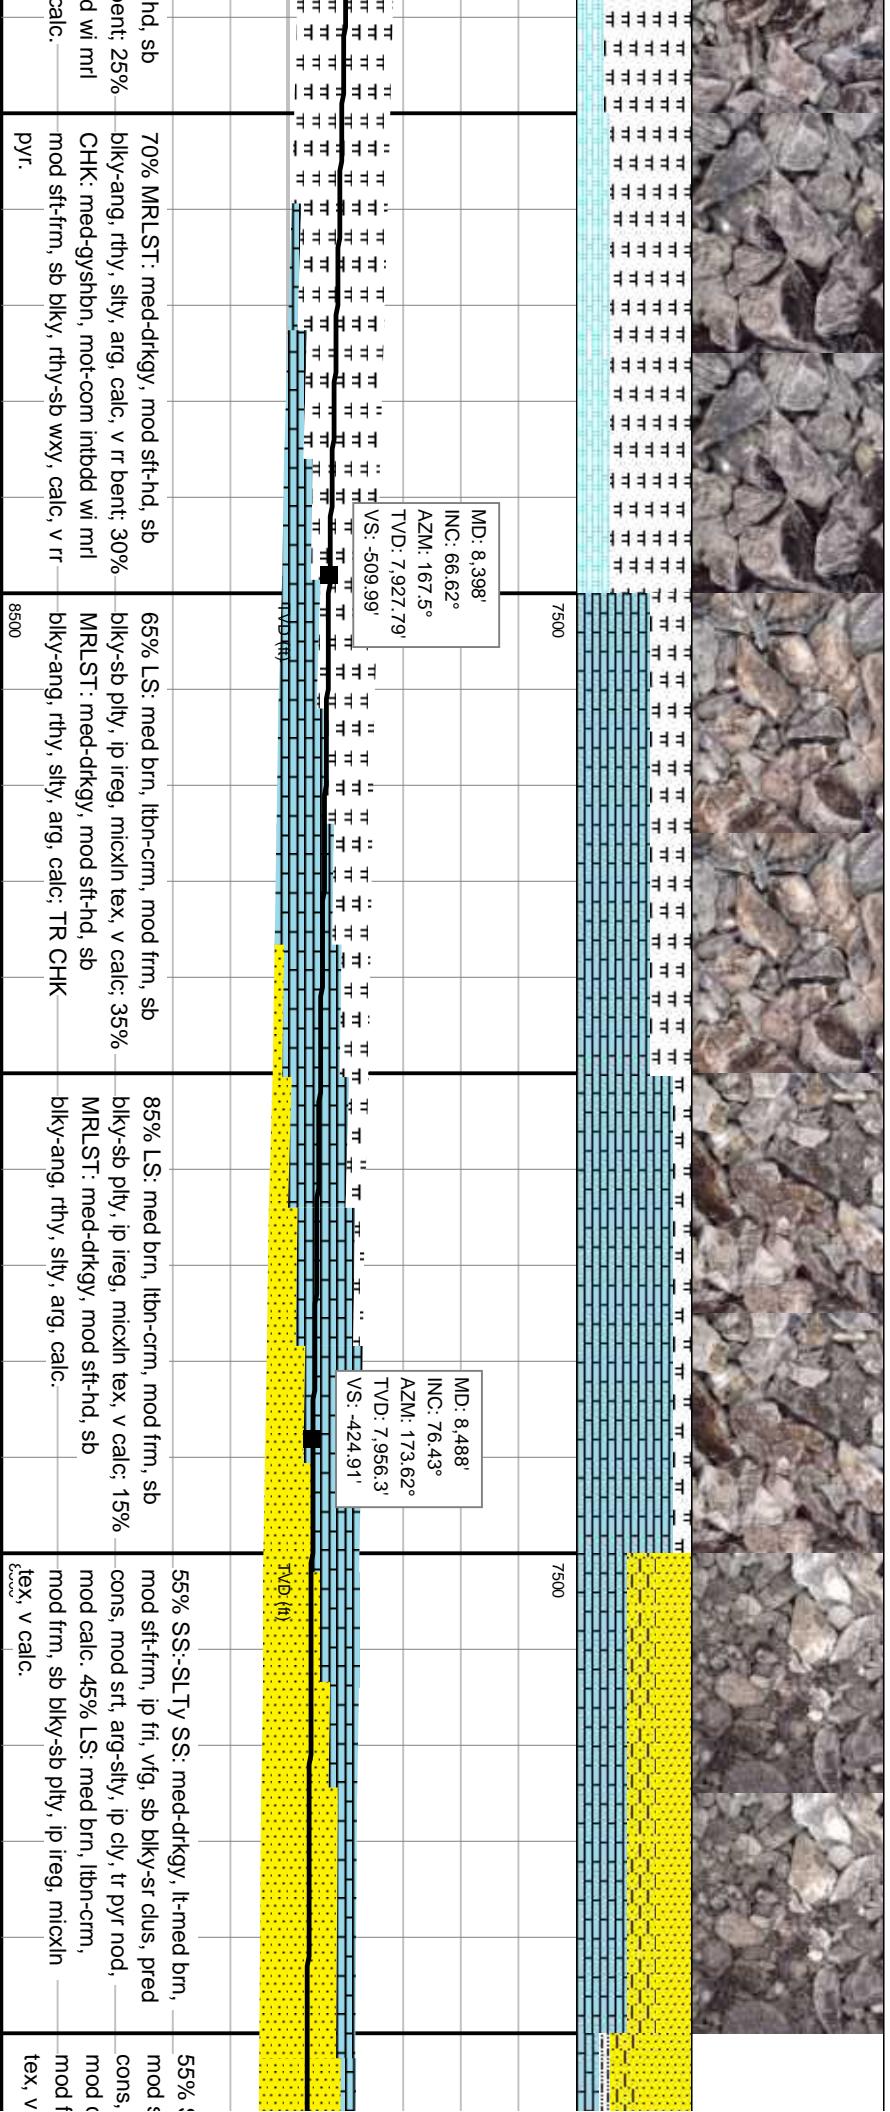 hd, sb
bent; 25%
d wi mrl
calc.
70% MRLST: med-drkgy, mod sft-hd, sb
blky-ang, rthy, slty, arg, calc, v rr bent; 30%
CHK: med-gyshbn, mot-com intbdd wi mrl
mod sft-frm, sb blky, rthy-sb wxy, calc, v rr
pyr.
MD: 8,398'
INC: 66.62°
AZM: 167.5°
TVD: 7,927.79'
VS: -509.99'
7500
TVD (ft)
8500
65% LS: med brn, ltbn-crm, mod frm, sb
blky-sb plty, ip ireg, micxln tex, v calc; 35%
MRLST: med-drkgy, mod sft-hd, sb
blky-ang, rthy, slty, arg, calc; TR CHK
85% LS: med brn, ltbn-crm, mod frm, sb
blky-sb plty, ip ireg, micxln tex, v calc; 15%
MRLST: med-drkgy, mod sft-hd, sb
blky-ang, rthy, slty, arg, calc.
MD: 8,488'
INC: 76.43°
AZM: 173.62°
TVD: 7,956.3'
VS: -424.91'
7500
TVD (ft)
55% SS:-SLTy SS: med-drkgy, lt-med brn,
mod sft-frm, ip fri, vfg, sb blky-sr clus, pred
cons, mod srt, arg-slty, ip cly, tr pyr nod,
mod calc. 45% LS: med brn, ltbn-crm,
mod frm, sb blky-sb plty, ip ireg, micxln
tex, v calc.
55% S
mod s
cons,
mod c
mod f
tex, v